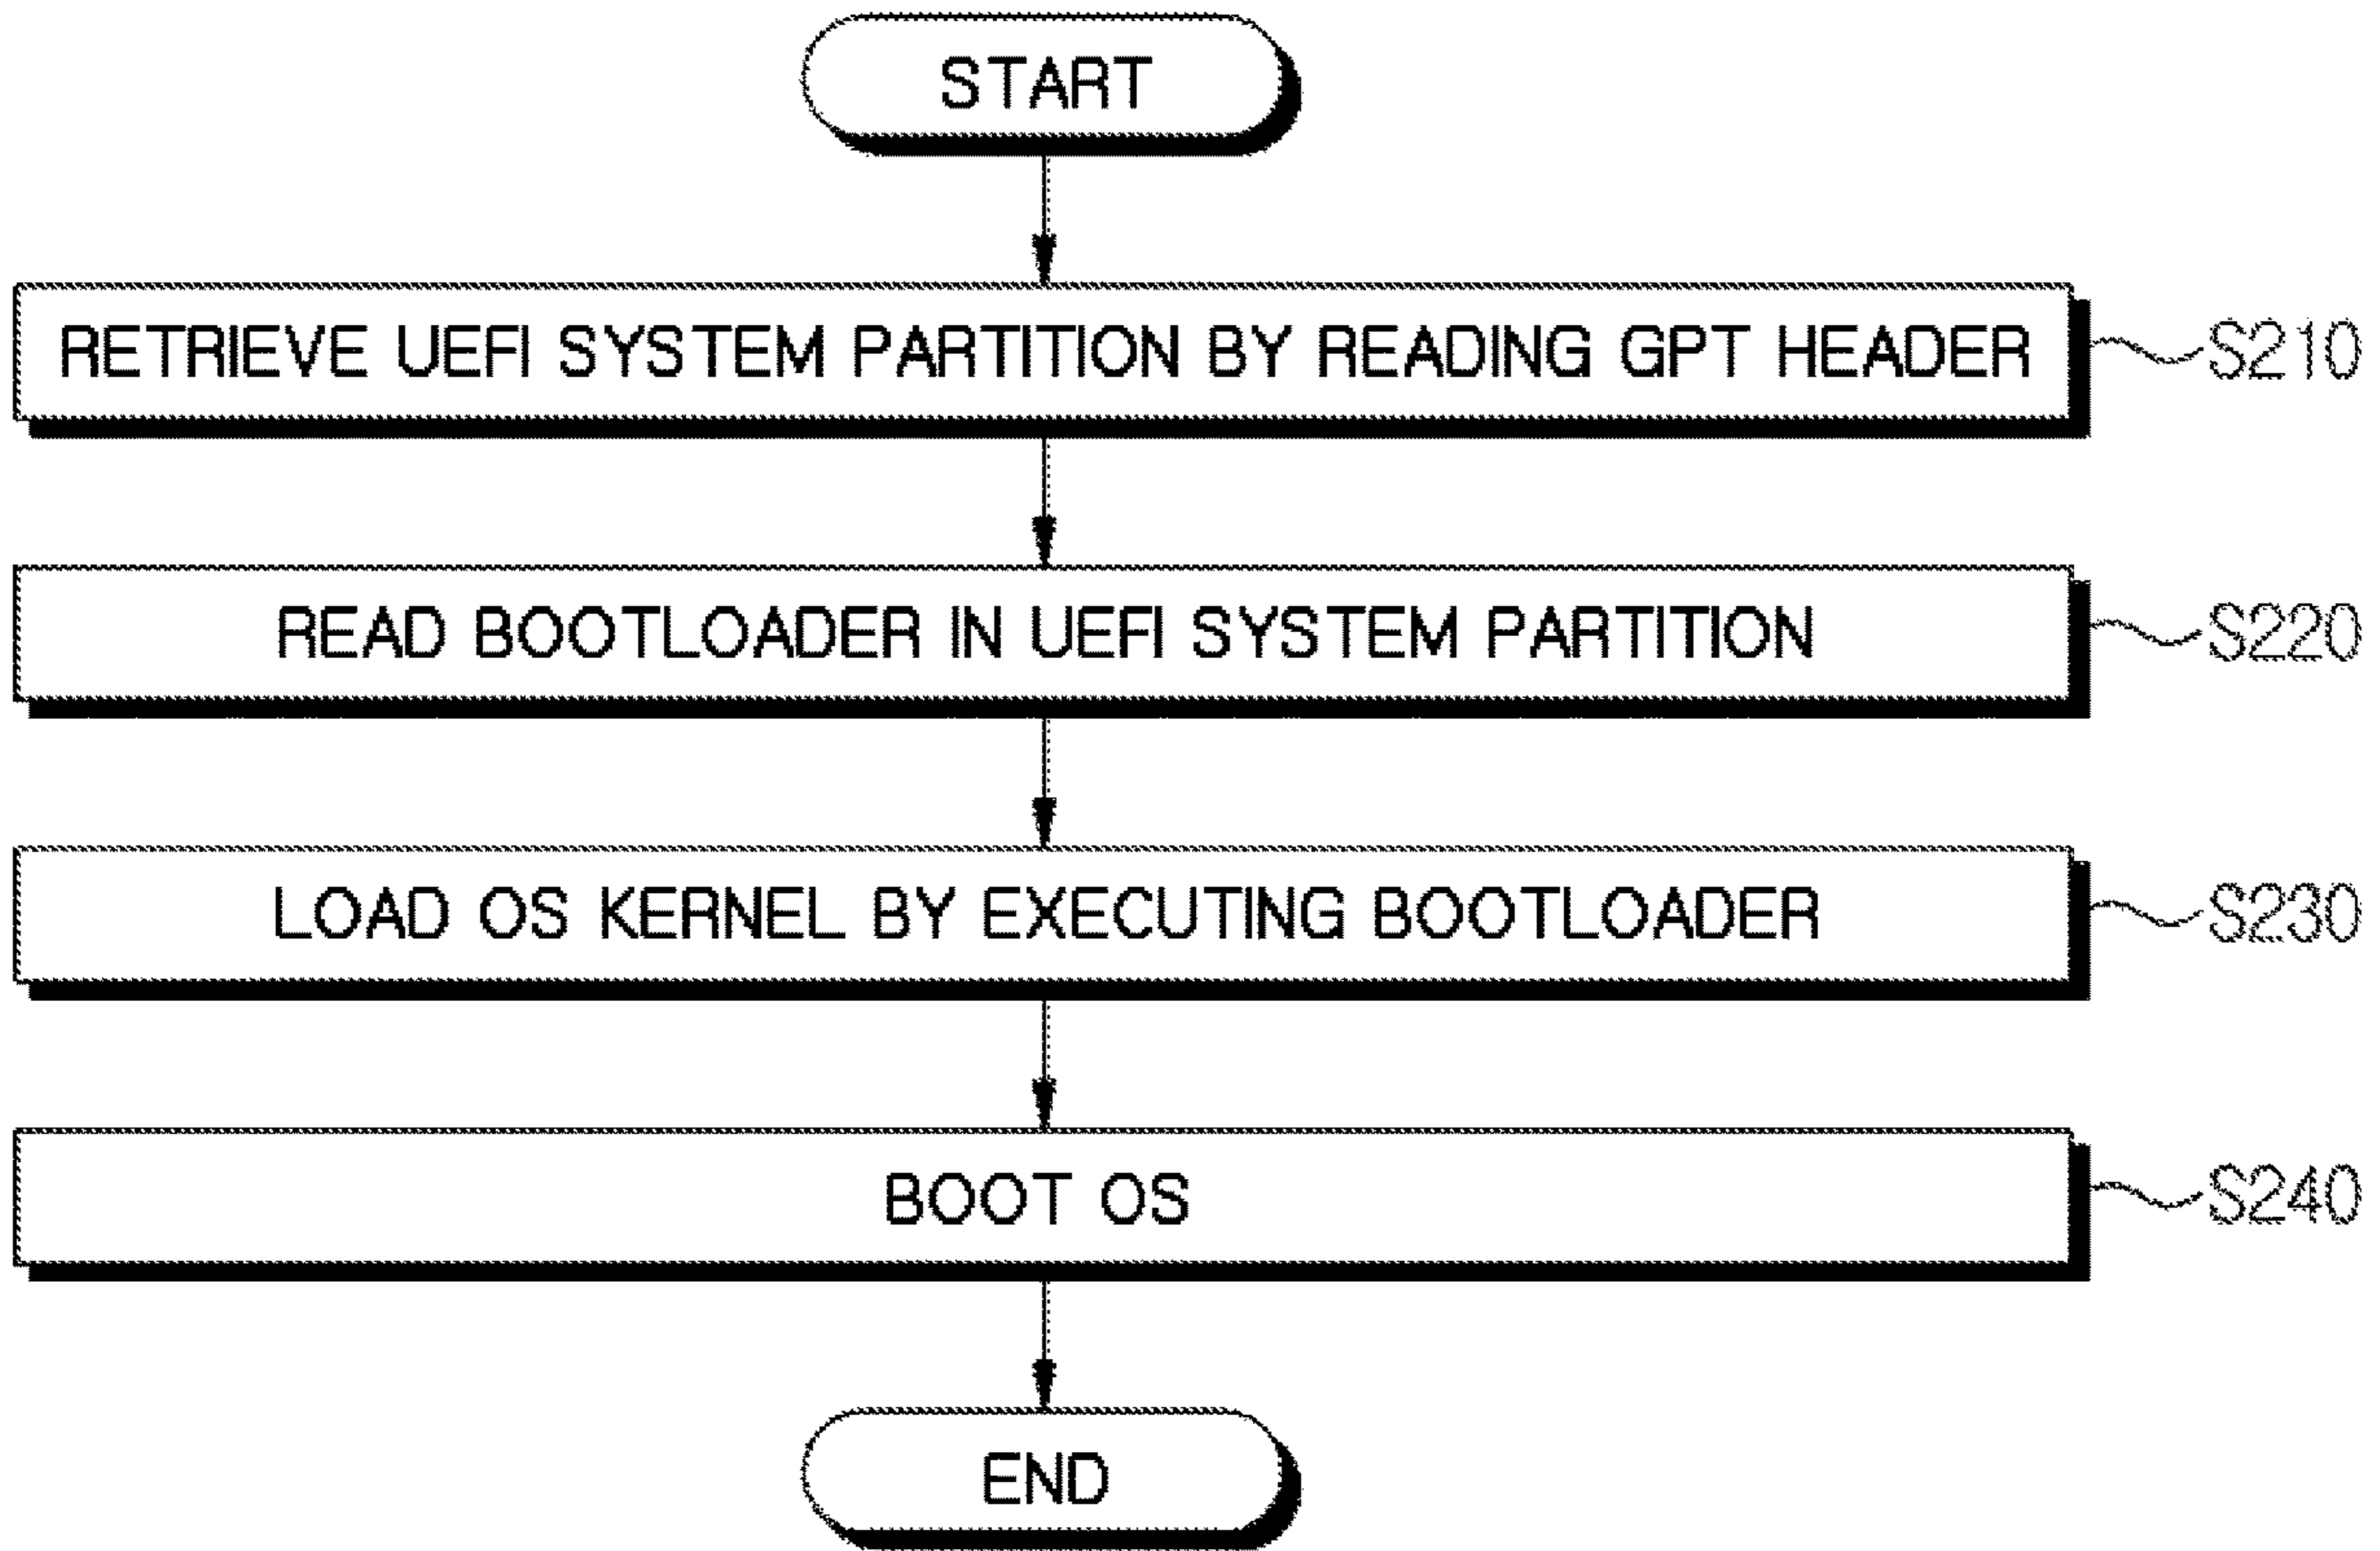 START
RETRIEVE UEFI SYSTEM PARTITION BY READING GPT HEADER S210
READ BOOTLOADER IN UEFI SYSTEM PARTITION S220
LOAD OS KERNEL BY EXECUTING BOOTLOADER S230
BOOT OS S240
END